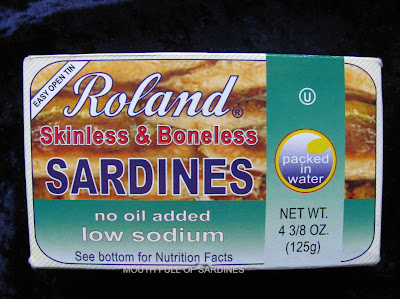 EASY OPEN TIN
Roland®
Skinless & Boneless
SARDINES
no oil added
low sodium
See bottom for Nutrition Facts
U
packed
in
water
NET WT.
4 3/8 OZ.
(125g)
MOUTH FULL OF SARDINES